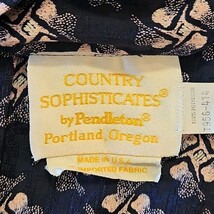 COUNTRY
SOPHISTICATES®
by Pendleton®
Portland, Oregon
MADE IN U.S.A.
IMPORTED FABRIC